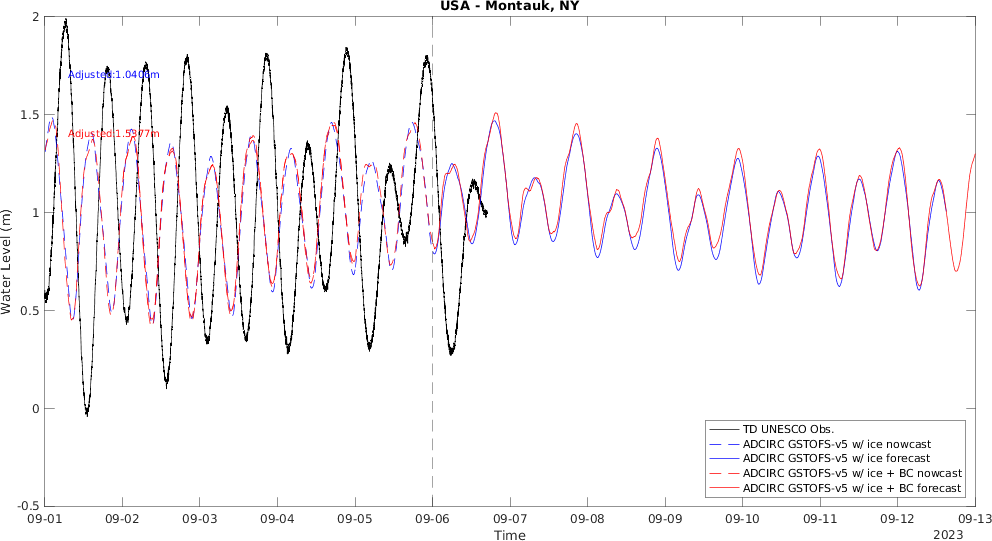 USA - Montauk, NY
2
1.5
1
0.5
0
-0.5
Water Level (m)
Adjusted:1.0406m
Adjusted:1.5377m
TD UNESCO Obs.
ADCIRC GSTOFS-v5 w/ ice nowcast
ADCIRC GSTOFS-v5 w/ ice forecast
ADCIRC GSTOFS-v5 w/ ice + BC nowcast
ADCIRC GSTOFS-v5 w/ ice + BC forecast
09-01 09-02 09-03 09-04 09-05 09-06 09-07 09-08 09-09 09-10 09-11 09-12 09-13
Time
2023